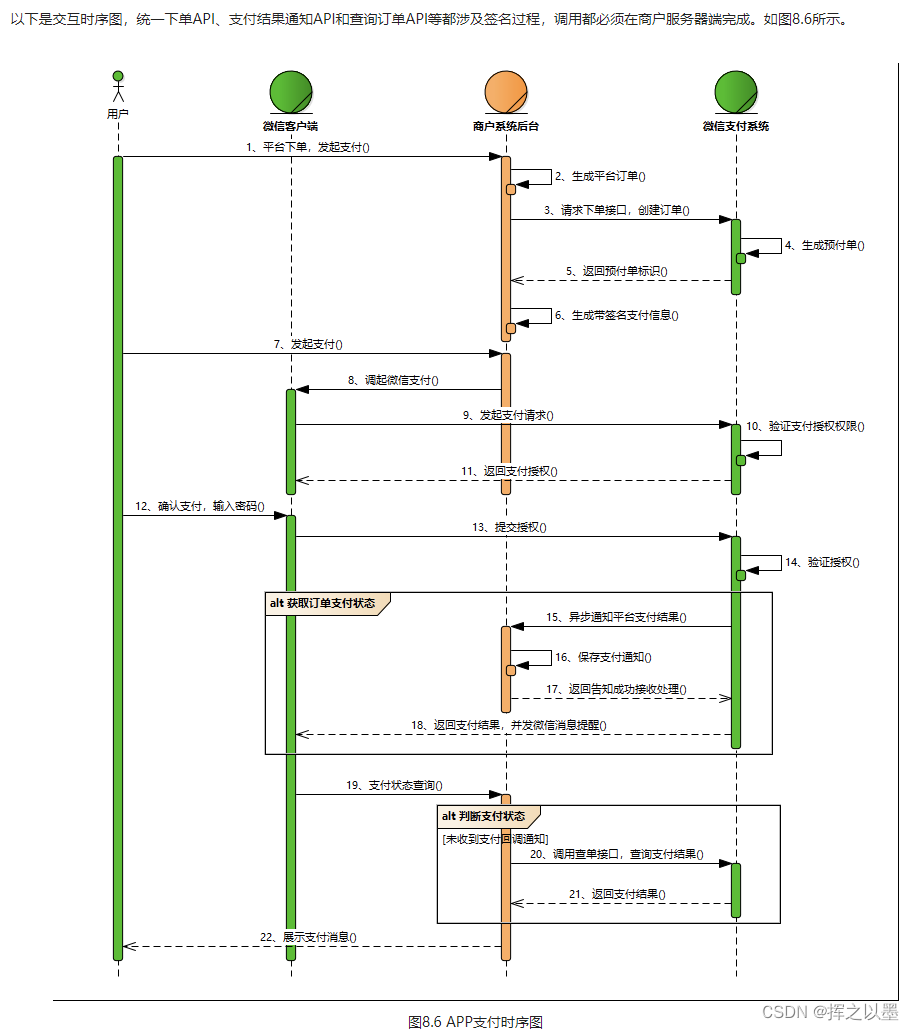 以下是交互时序图，统一下单API、支付结果通知API和查询订单API等都涉及签名过程，调用都必须在商户服务器端完成。如图8.6所示。
用户
微信客户端
商户系统后台
微信支付系统
1、平台下单，发起支付()
2、生成平台订单()
3、请求下单接口，创建订单()
4、生成预付单()
5、返回预付单标识()
6、生成带签名支付信息()
7、发起支付()
8、调起微信支付()
9、发起支付请求()
10、验证支付授权权限()
11、返回支付授权()
12、确认支付，输入密码()
13、提交授权()
14、验证授权()
alt 获取订单支付状态
15、异步通知平台支付结果()
16、保存支付通知()
17、返回告知成功接收处理()
18、返回支付结果，并发微信消息提醒()
19、支付状态查询()
alt 判断支付状态
[未收到支付回调通知]
20、调用查单接口，查询支付结果()
21、返回支付结果()
22、展示支付消息()
图8.6 APP支付时序图
CSDN @挥之以墨